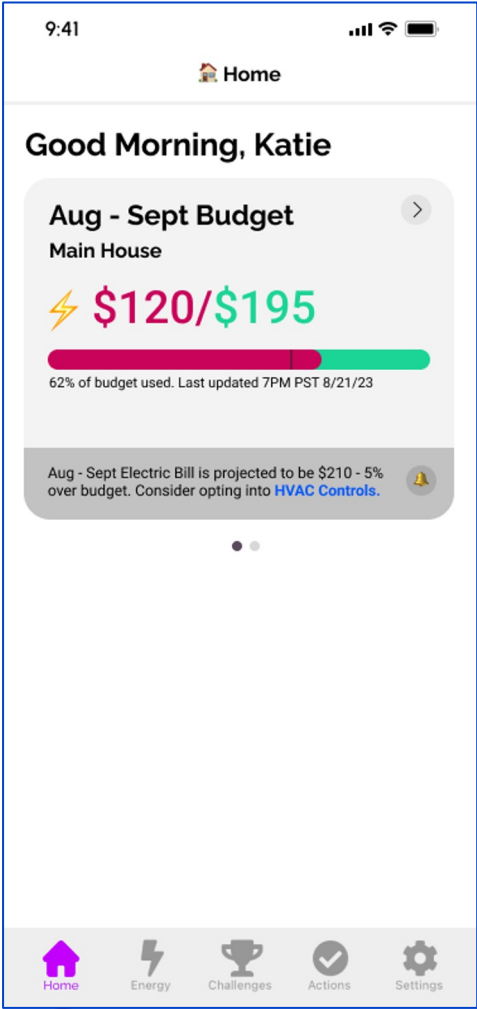 9:41
Home
Good Morning, Katie
Aug - Sept Budget
Main House
$120/$195
62% of budget used. Last updated 7PM PST 8/21/23
Aug - Sept Electric Bill is projected to be $210 - 5%
over budget. Consider opting into HVAC Controls.
Home
Energy
Challenges
Actions
Settings